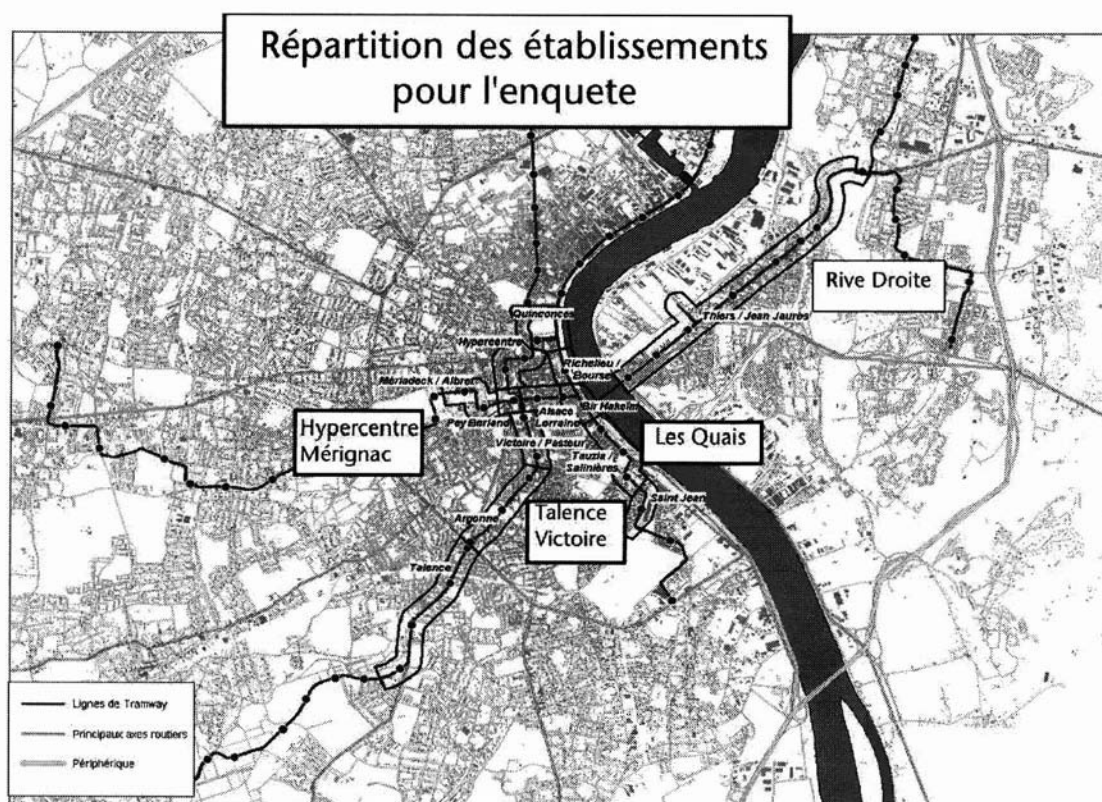 Répartition des établissements
pour l'enquete
Rive Droite
Quinconces
Thiers / Jean Jaurès
Hypercentre
Richelieu /
Bourse
Mériadeck / Albret
Bir Hakeim
Pey Berland
Alsace
Lorraine
Hypercentre
Mérignac
Les Quais
Victoire / Pasteur
Tauzia /
Salinières
Saint Jean
Talence
Victoire
Argonne
Talence
Lignes de Tramway
Principaux axes routiers
Périphérique